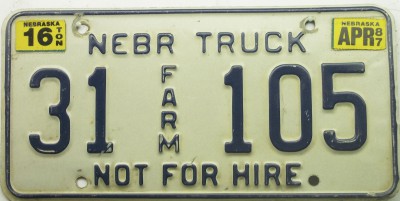 NEBRASKA
16 TON
NEBRASKA
APR 87
NEBR TRUCK
31 FARM 105
NOT FOR HIRE